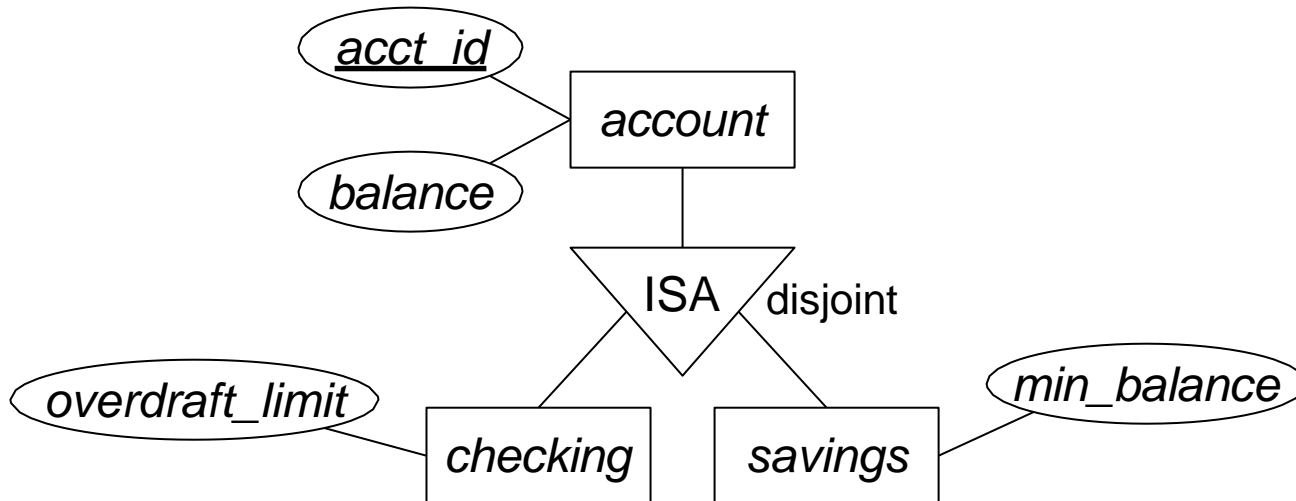 acct_id
account
balance
ISA
disjoint
overdraft_limit
min_balance
checking
savings